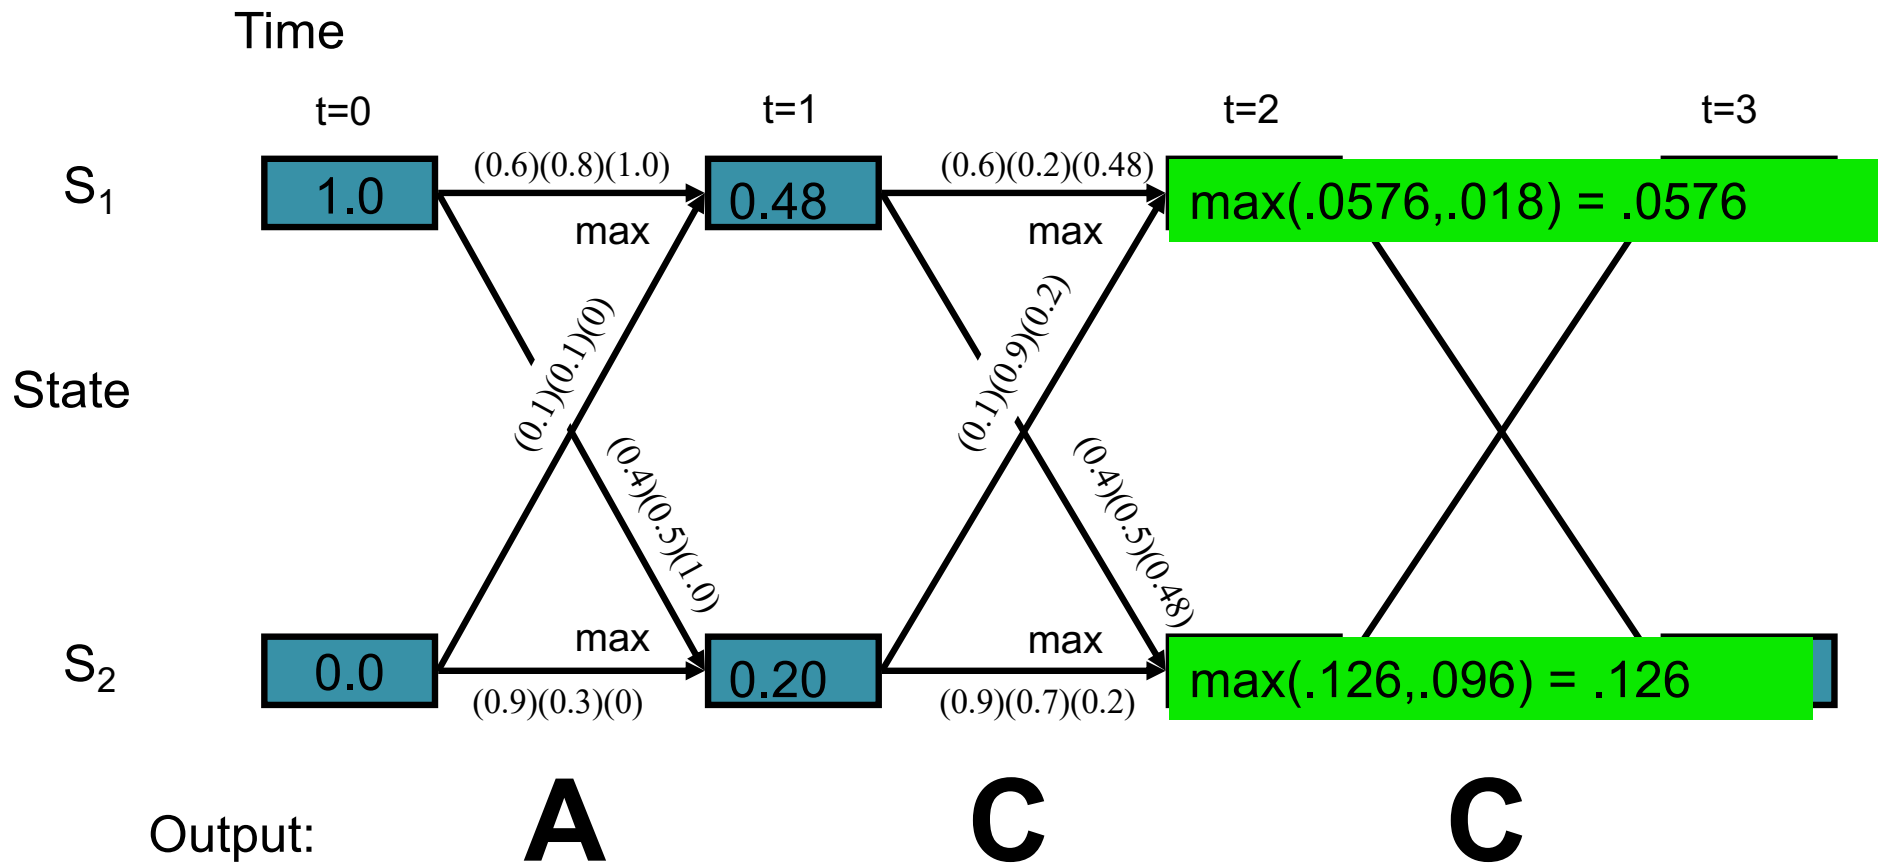 Time
t=0
t=1
t=2
t=3
(0.6)(0.8)(1.0)
(0.6)(0.2)(0.48)
S1
1.0
0.48
max(.0576,.018) = .0576
max
max
(0.1)(0.1)(0)
(0.1)(0.9)(0.2)
State
(0.4)(0.5)(1.0)
(0.4)(0.5)(0.48)
max
max
S2
0.0
0.20
max(.126,.096) = .126
(0.9)(0.3)(0)
(0.9)(0.7)(0.2)
Output:
A
C
C